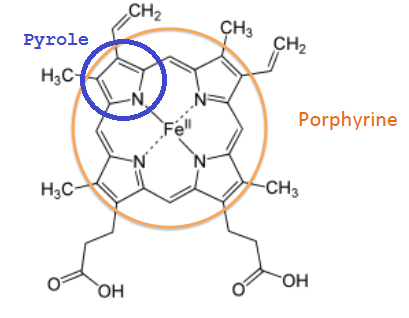 CH₂
Pyrole
CH₃
CH₂
H₃C
N
N
Feᴵᴵ
Porphyrine
N
N
H₃C
CH₃
O
OH
O
OH